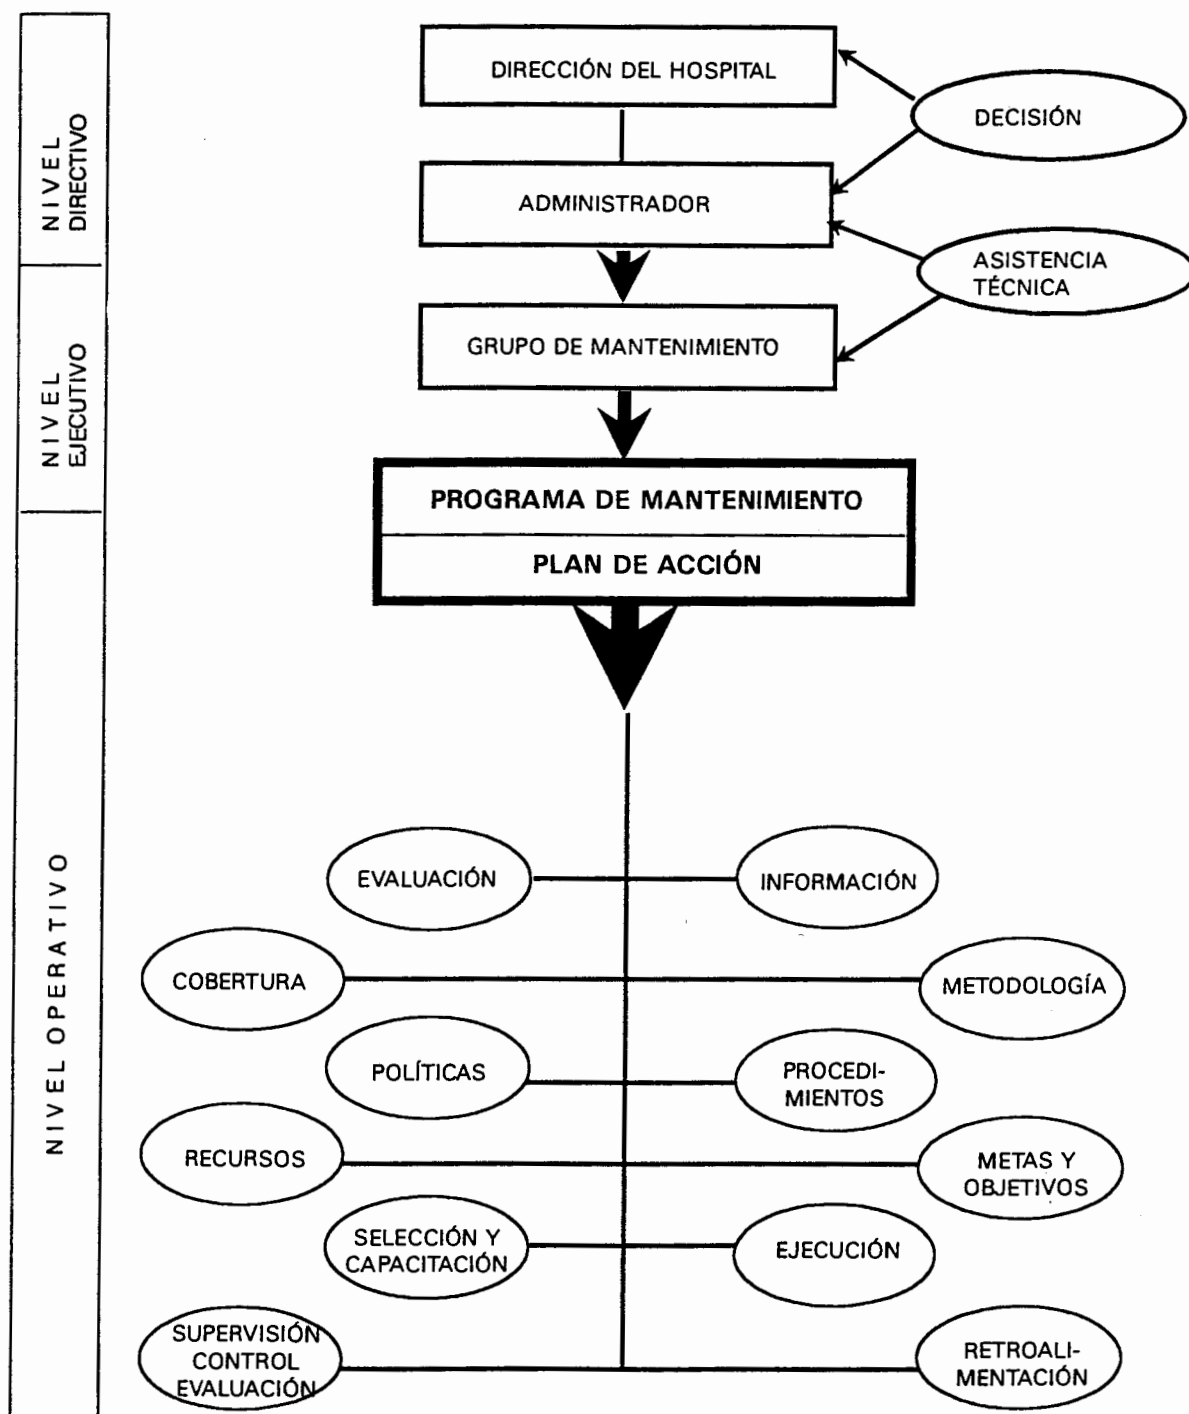 NIVEL
DIRECTIVO
DIRECCIÓN DEL HOSPITAL
DECISIÓN
ADMINISTRADOR
ASISTENCIA
TÉCNICA
NIVEL
EJECUTIVO
GRUPO DE MANTENIMIENTO
PROGRAMA DE MANTENIMIENTO
PLAN DE ACCIÓN
NIVEL OPERATIVO
EVALUACIÓN
INFORMACIÓN
COBERTURA
METODOLOGÍA
POLÍTICAS
PROCEDI-
MIENTOS
RECURSOS
METAS Y
OBJETIVOS
SELECCIÓN Y
CAPACITACIÓN
EJECUCIÓN
SUPERVISIÓN
CONTROL
EVALUACIÓN
RETROALI-
MENTACIÓN